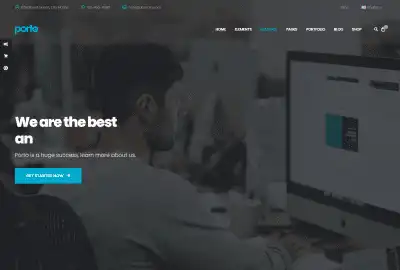 porto
HOME ELEMENTS FEATURES PAGES PORTFOLIO BLOG SHOP
We are the best
an
Porto is a huge success, learn more about us.
GET STARTED NOW